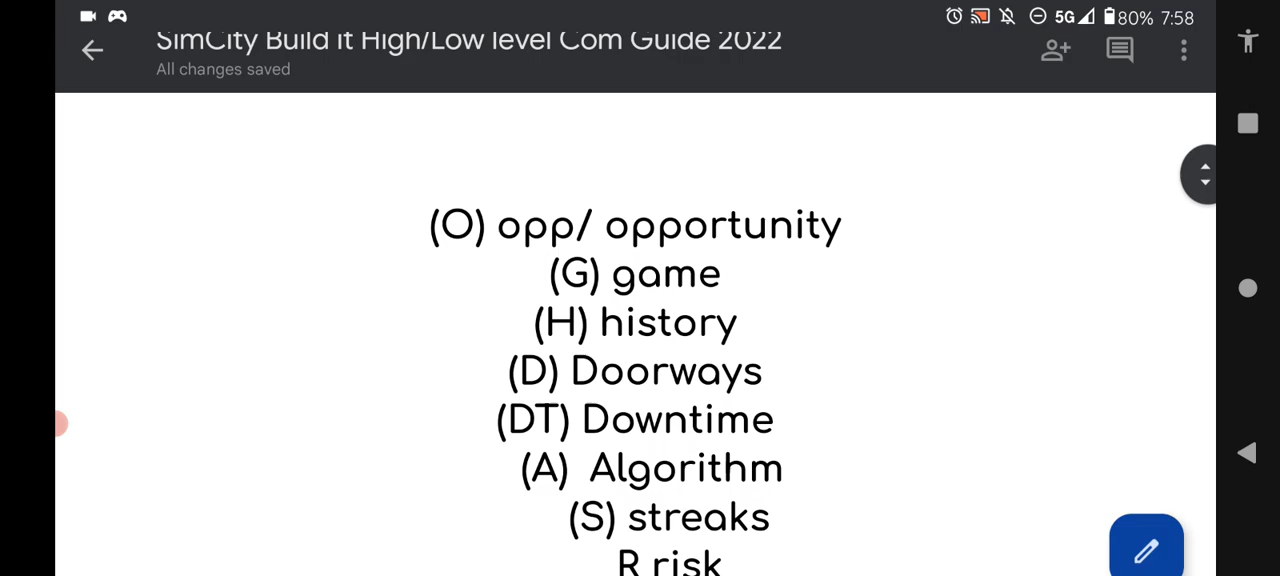 5G 80% 7:58
SimCity Build it High/Low level Com Guide 2022
All changes saved
(O) opp/ opportunity
(G) game
(H) history
(D) Doorways
(DT) Downtime
(A) Algorithm
(S) streaks
R risk